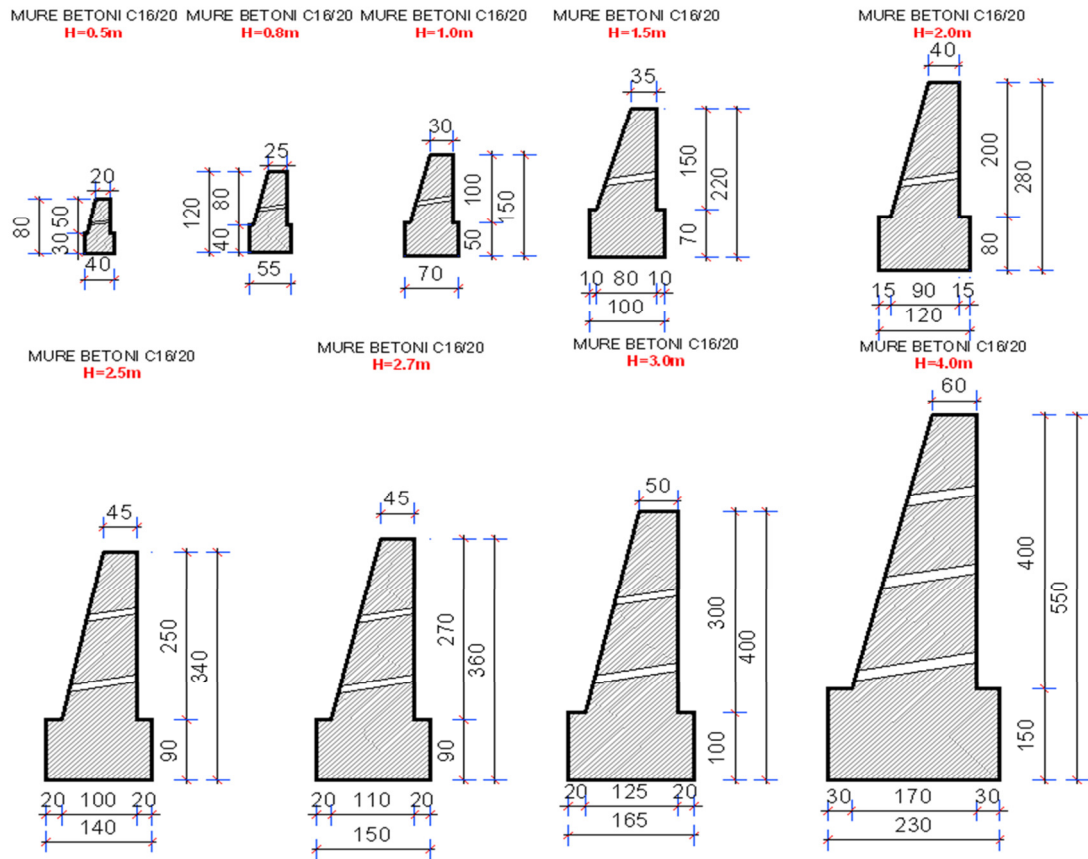 MURE BETONI C16/20
H=0.5m
MURE BETONI C16/20
H=0.8m
MURE BETONI C16/20
H=1.0m
MURE BETONI C16/20
H=1.5m
MURE BETONI C16/20
H=2.0m
20
80
50
30
40
25
120
80
40
55
30
100
150
50
70
35
150
220
70
10 80 10
100
40
200
280
80
15 90 15
120
MURE BETONI C16/20
H=2.5m
MURE BETONI C16/20
H=2.7m
MURE BETONI C16/20
H=3.0m
MURE BETONI C16/20
H=4.0m
45
250
340
90
20 100 20
140
45
270
360
90
20 110 20
150
50
300
400
100
20 125 20
165
60
400
550
150
30 170 30
230